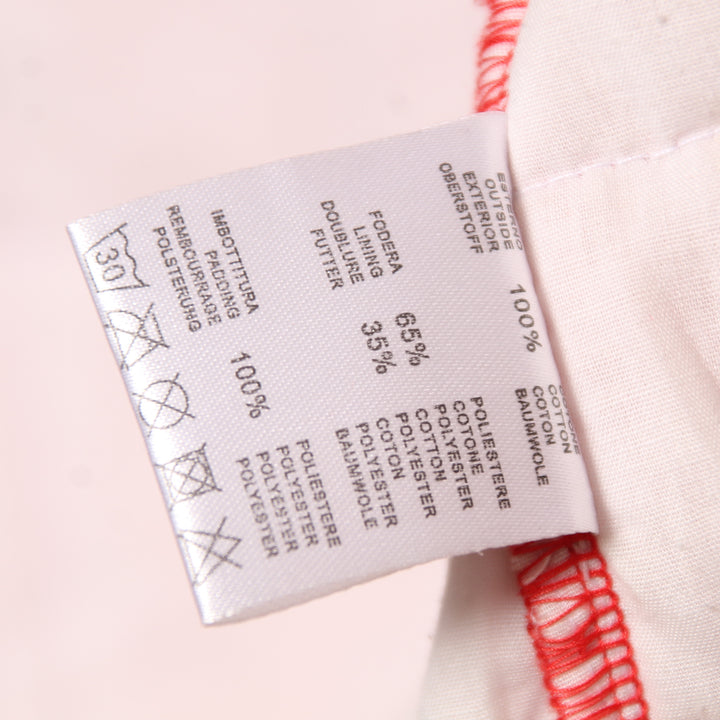 ESTERNO
OUTSIDE
EXTERIOR
OBERSTOFF
100%
COTONE
COTTON
COTON
BAUMWOLE
FODERA
LINING
DOUBLURE
FUTTER
65%
35%
POLIESTERE
COTONE
POLYESTER
COTTON
POLYESTER
COTON
POLYESTER
BAUMWOLE
IMBOTTITURA
PADDING
REMBOURRAGE
POLSTERUNG
100%
POLIESTERE
POLYESTER
POLYESTER
POLYESTER
30